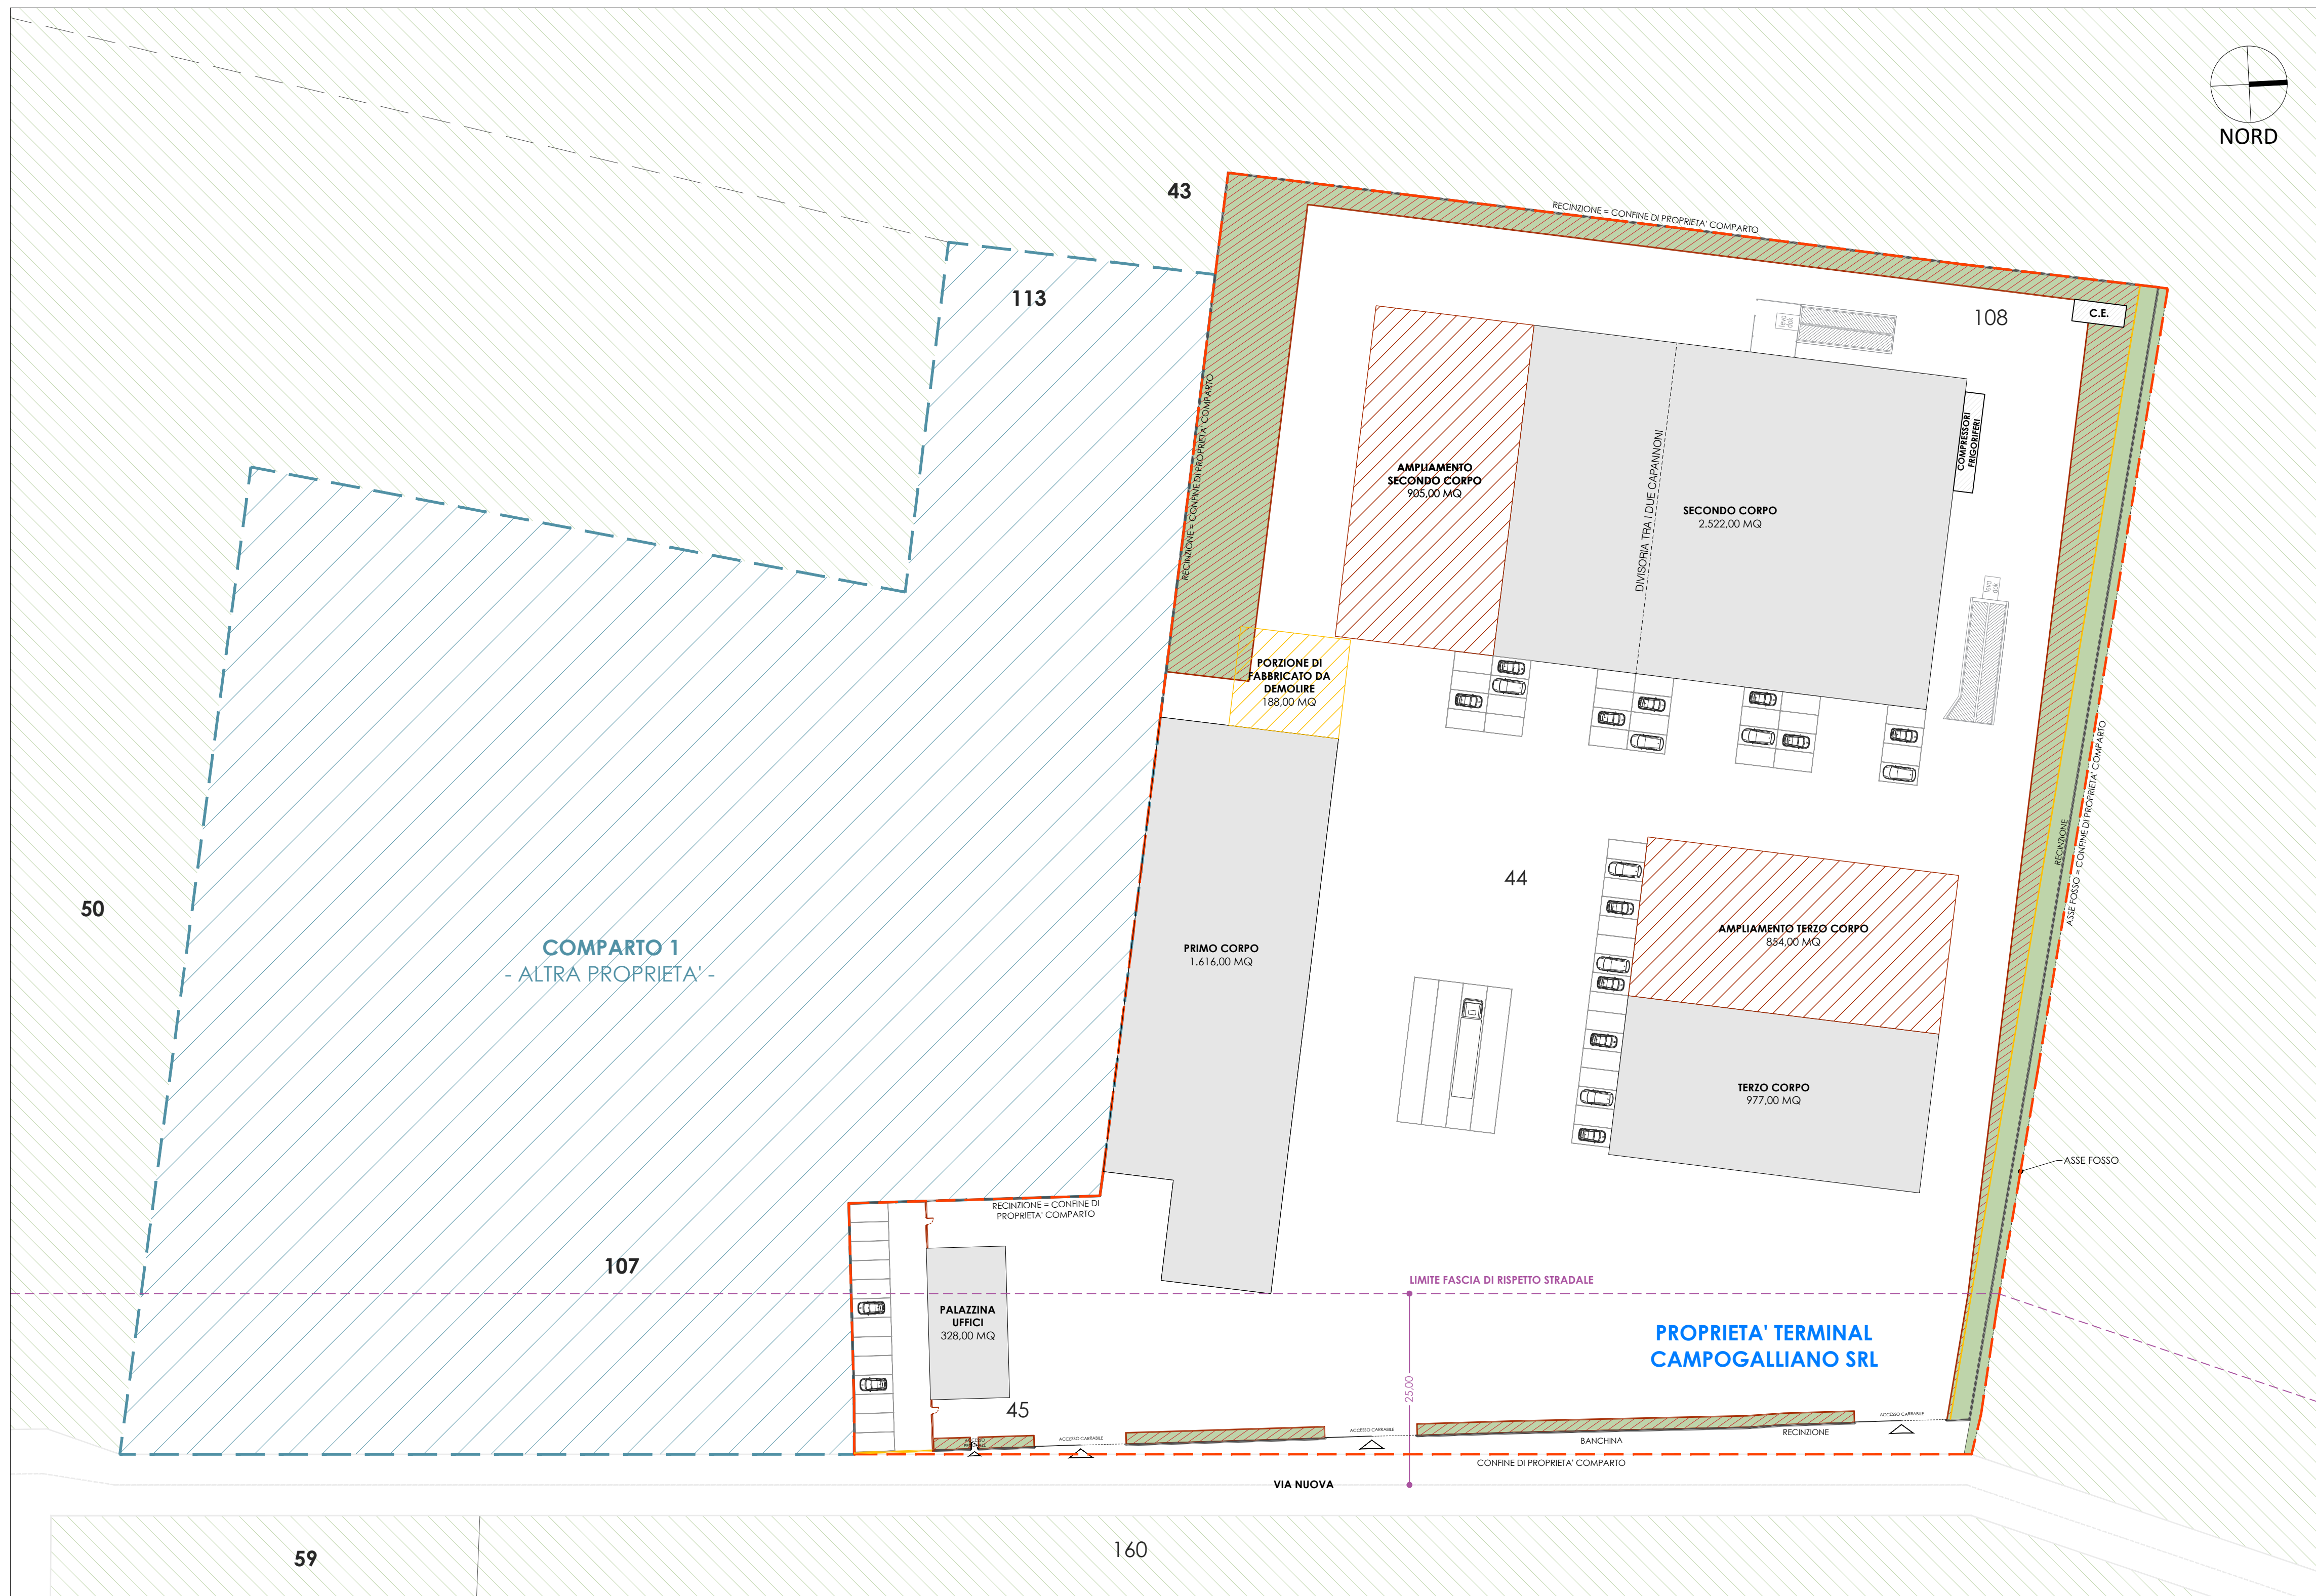 NORD
43
RECINZIONE = CONFINE DI PROPRIETA' COMPARTO
113
108
C.E.
leva
dok
RECINZIONE = CONFINE DI PROPRIETA' COMPARTO
DIVISORIA TRA I DUE CAPANNONI
COMPRESSORI
FRIGORIFERI
AMPLIAMENTO
SECONDO CORPO
905,00 MQ
SECONDO CORPO
2.522,00 MQ
leva
dok
PORZIONE DI
FABBRICATO DA
DEMOLIRE
188,00 MQ
RECINZIONE
ASSE FOSSO = CONFINE DI PROPRIETA' COMPARTO
44
50
COMPARTO 1
- ALTRA PROPRIETA' -
PRIMO CORPO
1.616,00 MQ
AMPLIAMENTO TERZO CORPO
854,00 MQ
TERZO CORPO
977,00 MQ
ASSE FOSSO
RECINZIONE = CONFINE DI
PROPRIETA' COMPARTO
107
LIMITE FASCIA DI RISPETTO STRADALE
PALAZZINA
UFFICI
328,00 MQ
PROPRIETA' TERMINAL
CAMPOGALLIANO SRL
25,00
45
ACCESSO CARRABILE
ACCESSO CARRABILE
ACCESSO CARRABILE
BANCHINA
RECINZIONE
CONFINE DI PROPRIETA' COMPARTO
VIA NUOVA
59
160